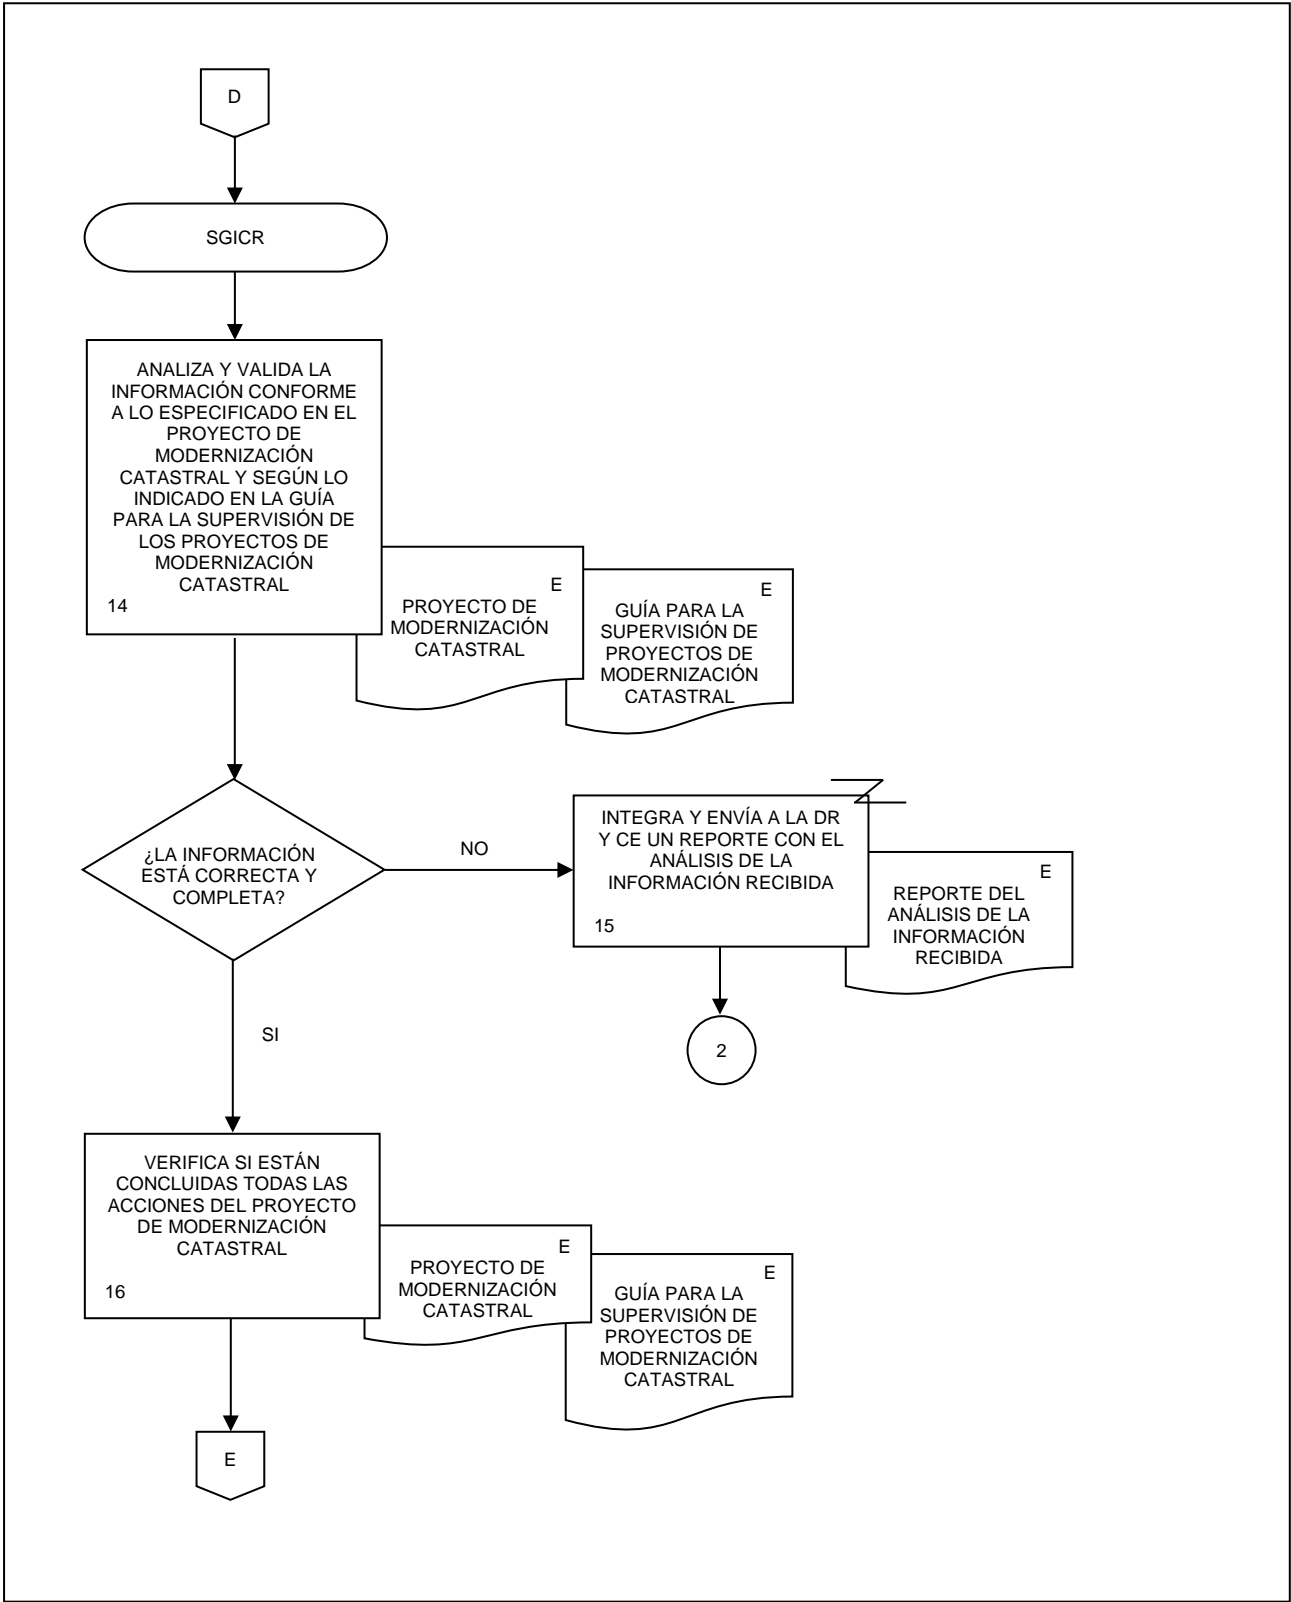 D
SGICR
ANALIZA Y VALIDA LA
INFORMACIÓN CONFORME
A LO ESPECIFICADO EN EL
PROYECTO DE
MODERNIZACIÓN
CATASTRAL Y SEGÚN LO
INDICADO EN LA GUÍA
PARA LA SUPERVISIÓN DE
LOS PROYECTOS DE
MODERNIZACIÓN
CATASTRAL
14
E
PROYECTO DE
MODERNIZACIÓN
CATASTRAL
E
GUÍA PARA LA
SUPERVISIÓN DE
PROYECTOS DE
MODERNIZACIÓN
CATASTRAL
¿LA INFORMACIÓN
ESTÁ CORRECTA Y
COMPLETA?
NO
INTEGRA Y ENVÍA A LA DR
Y CE UN REPORTE CON EL
ANÁLISIS DE LA
INFORMACIÓN RECIBIDA
15
E
REPORTE DEL
ANÁLISIS DE LA
INFORMACIÓN
RECIBIDA
2
SI
VERIFICA SI ESTÁN
CONCLUIDAS TODAS LAS
ACCIONES DEL PROYECTO
DE MODERNIZACIÓN
CATASTRAL
16
E
PROYECTO DE
MODERNIZACIÓN
CATASTRAL
E
GUÍA PARA LA
SUPERVISIÓN DE
PROYECTOS DE
MODERNIZACIÓN
CATASTRAL
E